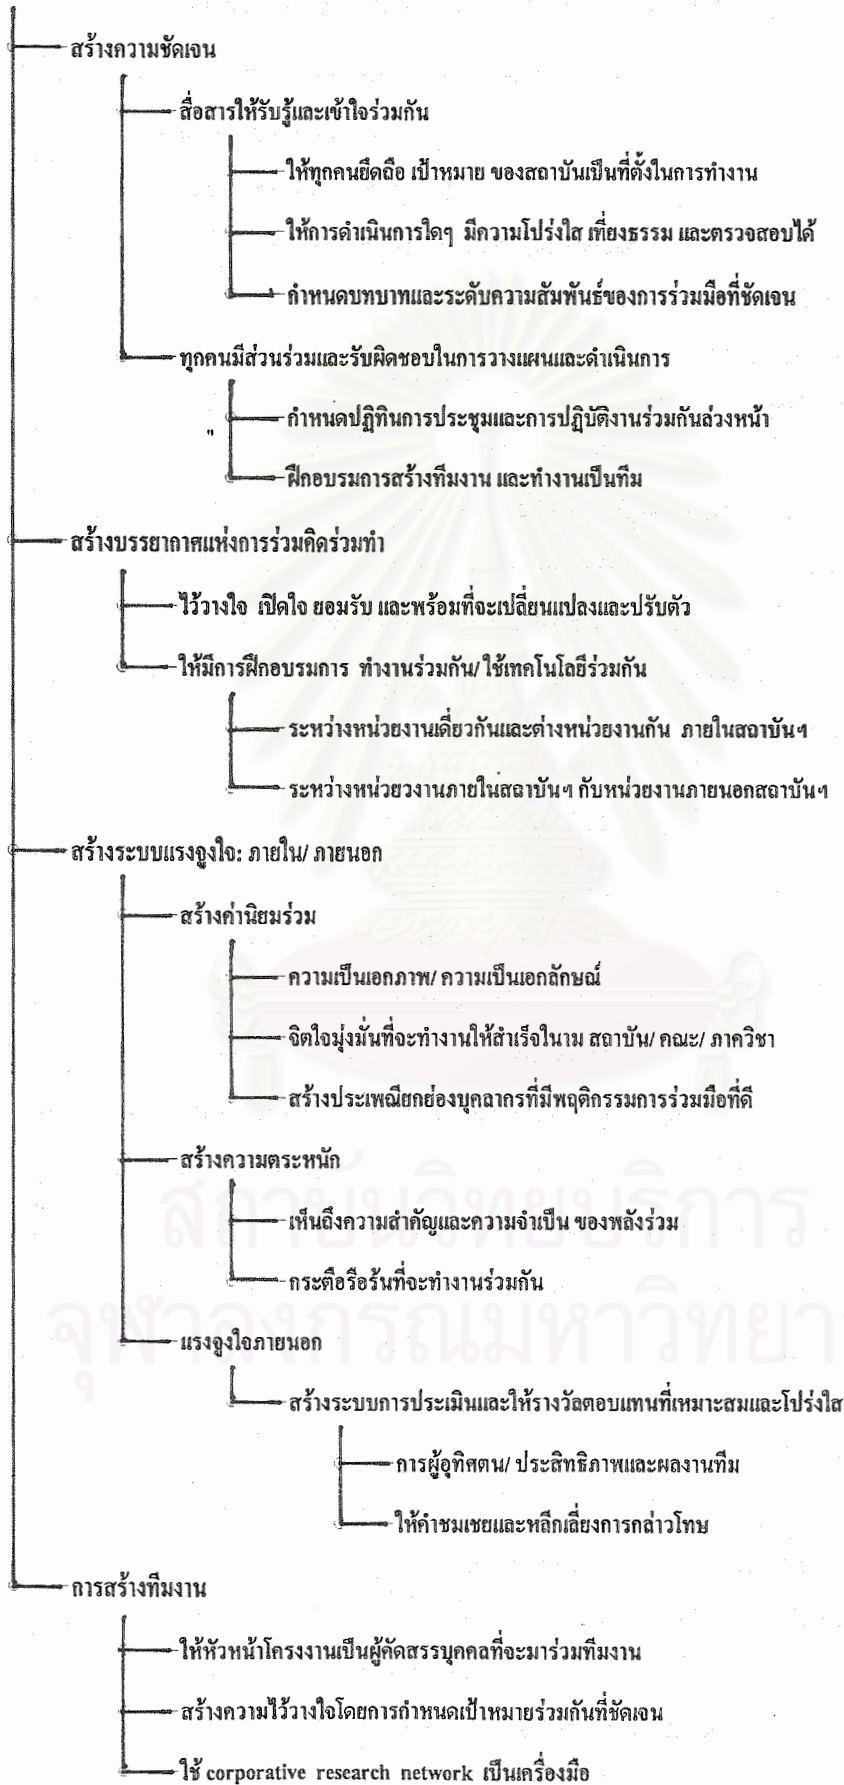 สร้างความชัดเจน
สื่อสารให้รับรู้และเข้าใจร่วมกัน
ให้ทุกคนยึดถือ เป้าหมาย ของสถาบันเป็นที่ตั้งในการทำงาน
ให้การดำเนินการใดๆ มีความโปร่งใส เที่ยงธรรม และตรวจสอบได้
กำหนดบทบาทและระดับความสัมพันธ์ของการร่วมมือที่ชัดเจน
ทุกคนมีส่วนร่วมและรับผิดชอบในการวางแผนและดำเนินการ
กำหนดปฏิทินการประชุมและการปฏิบัติงานร่วมกันล่วงหน้า
ฝึกอบรมการสร้างทีมงาน และทำงานเป็นทีม
สร้างบรรยากาศแห่งการร่วมคิดร่วมทำ
ไว้วางใจ เปิดใจ ยอมรับ และพร้อมที่จะเปลี่ยนแปลงและปรับตัว
ให้มีการฝึกอบรมการ ทำงานร่วมกัน/ ใช้เทคโนโลยีร่วมกัน
ระหว่างหน่วยงานเดี่ยวกันและต่างหน่วยงานกัน ภายในสถาบันฯ
ระหว่างหน่วยวงานภายในสถาบันฯ กับหน่วยงานภายนอกสถาบันฯ
สร้างระบบแรงจูงใจ: ภายใน/ ภายนอก
สร้างค่านิยมร่วม
ความเป็นเอกภาพ/ ความเป็นเอกลักษณ์
จิตใจมุ่งมั่นที่จะทำงานให้สำเร็จในนาม สถาบัน/ คณะ/ ภาควิชา
สร้างประเพณียกย่องบุคลากรที่มีพฤติกรรมการร่วมมือที่ดี
สร้างความตระหนัก
เห็นถึงความสำคัญและความจำเป็น ของพลังร่วม
กระตือรือร้นที่จะทำงานร่วมกัน
แรงจูงใจภายนอก
สร้างระบบการประเมินและให้รางวัลตอบแทนที่เหมาะสมและโปร่งใส
การผู้อุทิศตน/ ประสิทธิภาพและผลงานทีม
ให้คำชมเชยและหลีกเลี่ยงการกล่าวโทษ
การสร้างทีมงาน
ให้หัวหน้าโครงงานเป็นผู้คัดสรรบุคคลที่จะมาร่วมทีมงาน
สร้างความไว้วางใจโดยการกำหนดเป้าหมายร่วมกันที่ชัดเจน
ใช้ corporative research network เป็นเครื่องมือ
สถาบันวิทยบริการ
จุฬาลงกรณมหาวิทยา